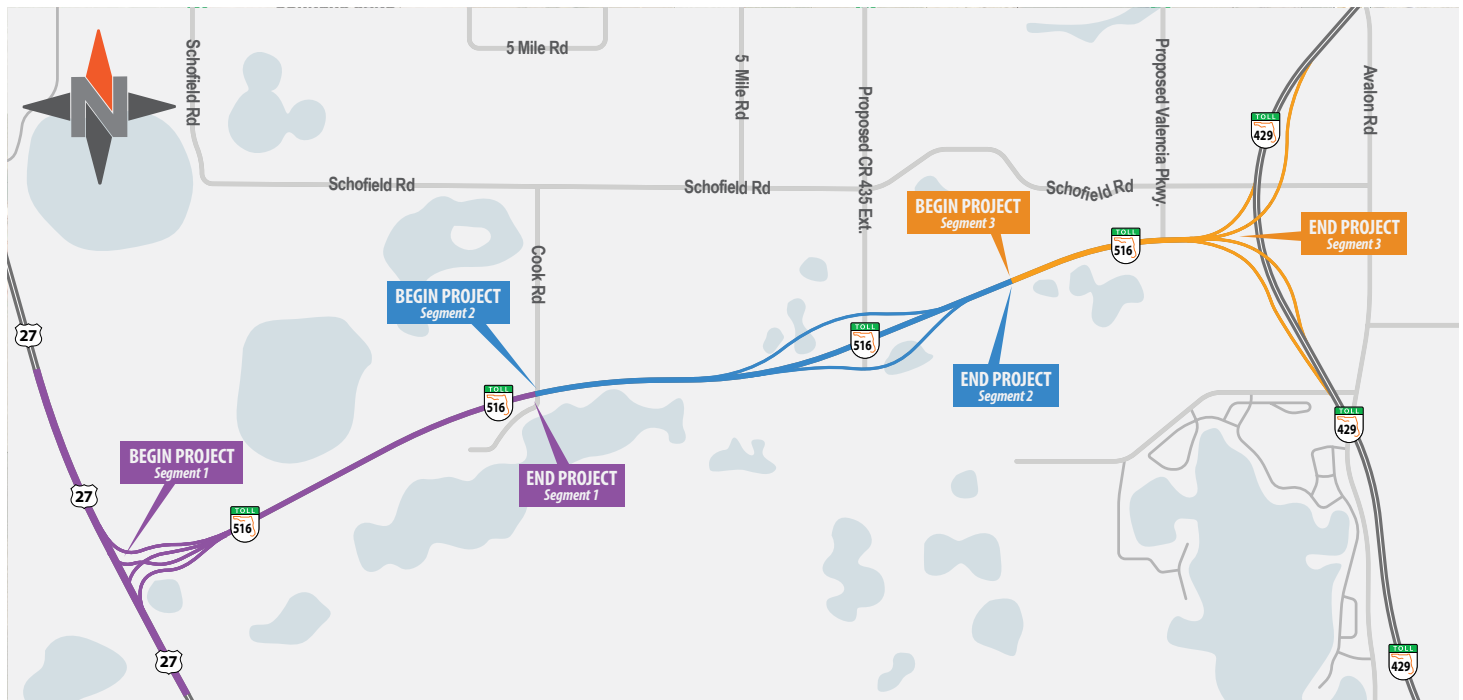 Schofield Rd
5 Mile Rd
5 Mile Rd
Proposed CR 435 Ext.
Proposed Valencia Pkwy.
Avalon Rd
N
TOLL
429
Schofield Rd
Schofield Rd
Schofield Rd
BEGIN PROJECT
Segment 3
END PROJECT
Segment 3
TOLL
516
Cook Rd
BEGIN PROJECT
Segment 2
27
TOLL
516
END PROJECT
Segment 2
TOLL
516
TOLL
429
BEGIN PROJECT
Segment 1
END PROJECT
Segment 1
27
TOLL
516
27
TOLL
429